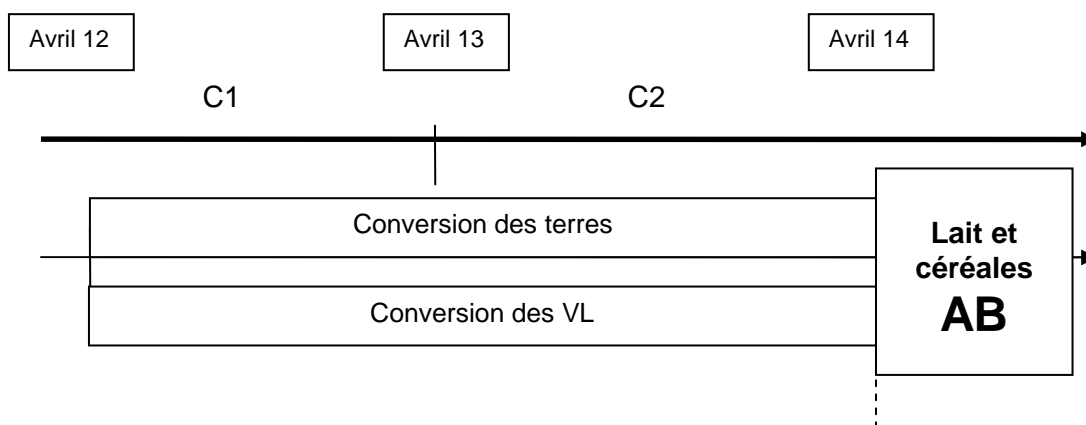 Avril 12
Avril 13
Avril 14
C1
C2
Conversion des terres
Conversion des VL
Lait et
céréales
AB